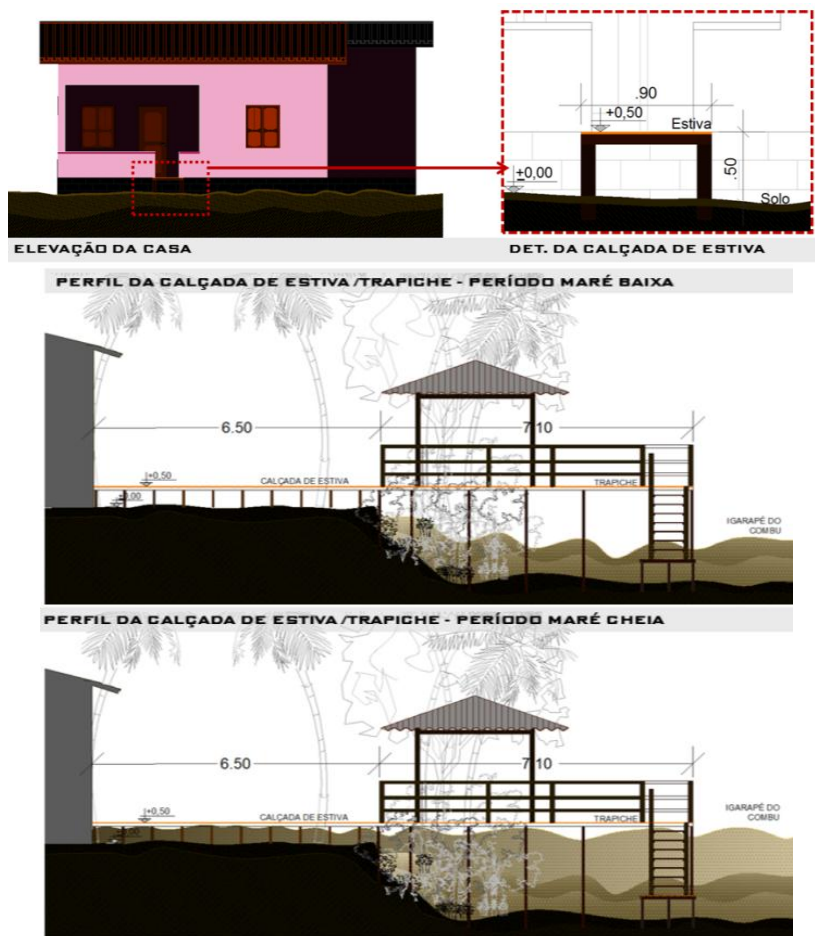 .90
+0,50
Estiva
.50
+0,00
Solo
ELEVAÇÃO DA CASA
DET. DA CALÇADA DE ESTIVA
PERFIL DA CALÇADA DE ESTIVA /TRAPICHE - PERÍODO MARÉ BAIXA
6.50
7.10
+0,50
CALÇADA DE ESTIVA
TRAPICHE
IGARAPÉ DO
COMBU
PERFIL DA CALÇADA DE ESTIVA /TRAPICHE - PERÍODO MARÉ CHEIA
6.50
7.10
+0,50
IGARAPÉ DO
COMBU
CALÇADA DE ESTIVA
TRAPICHE